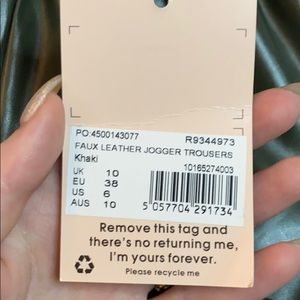 PO:4500143077 R9344973
FAUX LEATHER JOGGER TROUSERS
Khaki 10165274003
UK 10
EU 38
US 6
AUS 10
5 057704 291734
Remove this tag and
there's no returning me,
I'm yours forever.
Please recycle me